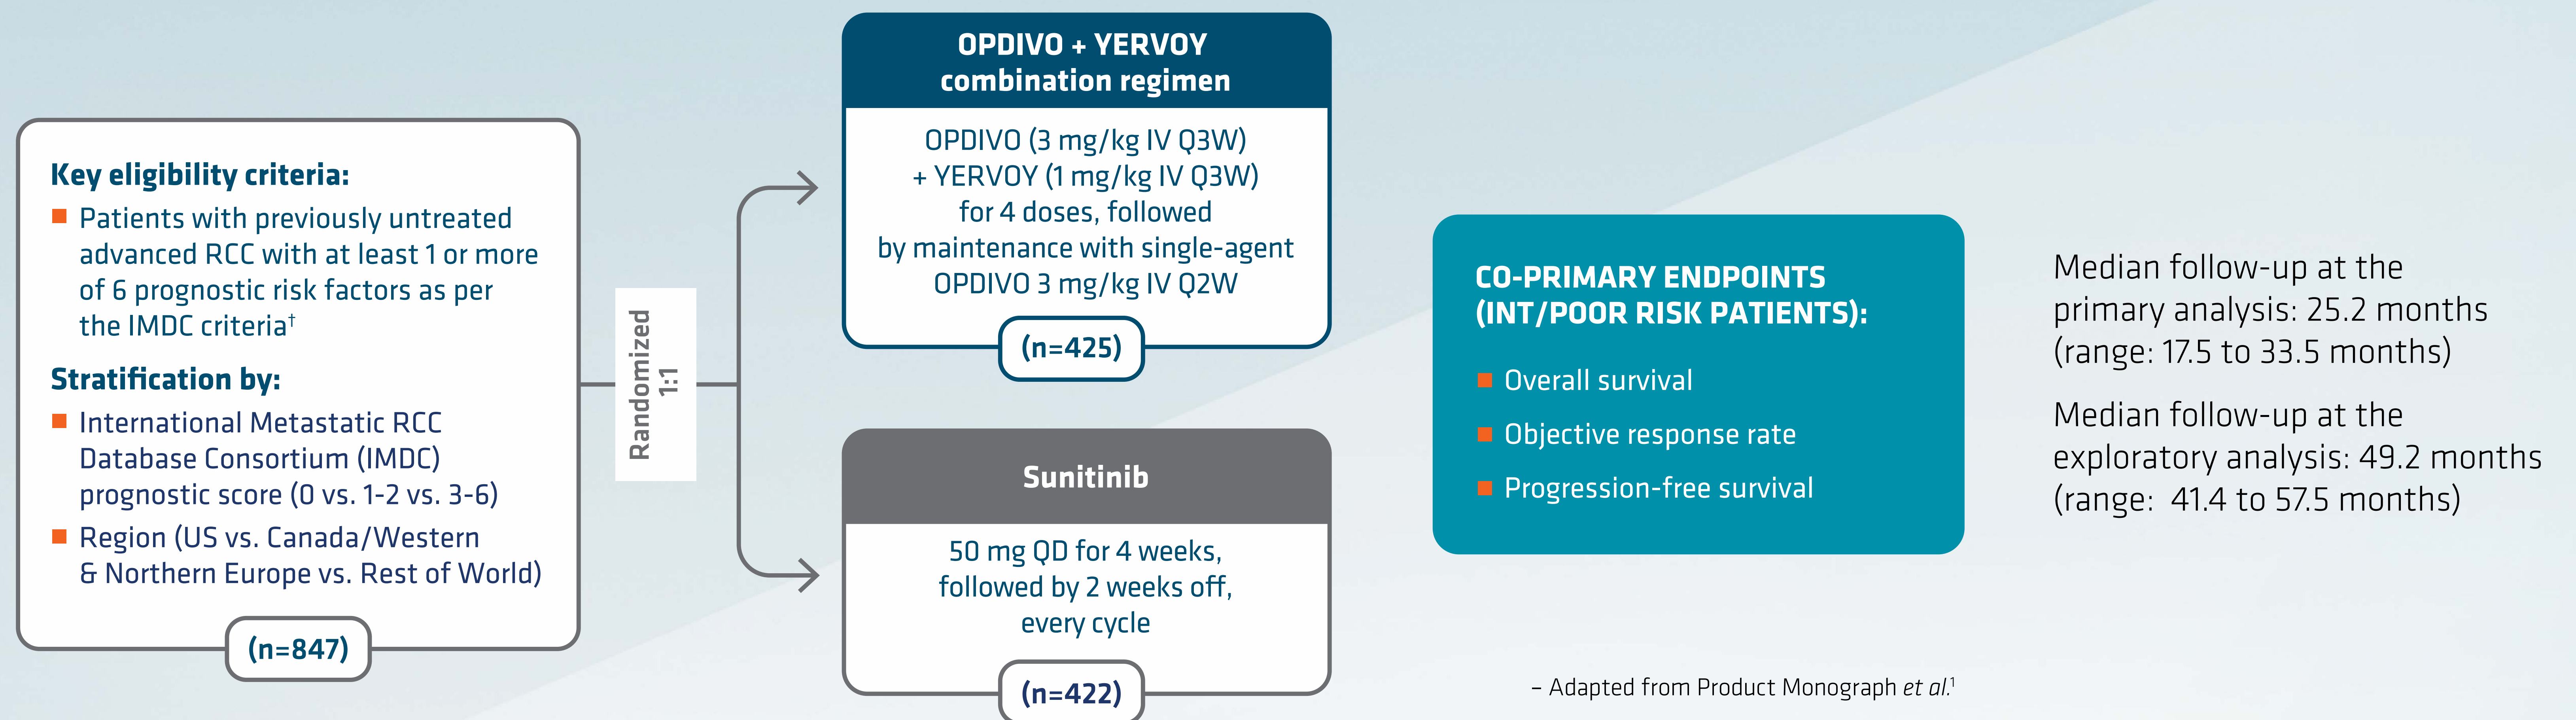 Key eligibility criteria:
Patients with previously untreated
advanced RCC with at least 1 or more
of 6 prognostic risk factors as per
the IMDC criteria†
Stratification by:
International Metastatic RCC
Database Consortium (IMDC)
prognostic score (0 vs. 1-2 vs. 3-6)
Region (US vs. Canada/Western
& Northern Europe vs. Rest of World)
(n=847)
Randomized
1:1
OPDIVO + YERVOY
combination regimen
OPDIVO (3 mg/kg IV Q3W)
+ YERVOY (1 mg/kg IV Q3W)
for 4 doses, followed
by maintenance with single-agent
OPDIVO 3 mg/kg IV Q2W
(n=425)
Sunitinib
50 mg QD for 4 weeks,
followed by 2 weeks off,
every cycle
(n=422)
CO-PRIMARY ENDPOINTS
(INT/POOR RISK PATIENTS):
Overall survival
Objective response rate
Progression-free survival
Median follow-up at the
primary analysis: 25.2 months
(range: 17.5 to 33.5 months)
Median follow-up at the
exploratory analysis: 49.2 months
(range: 41.4 to 57.5 months)
– Adapted from Product Monograph et al.¹